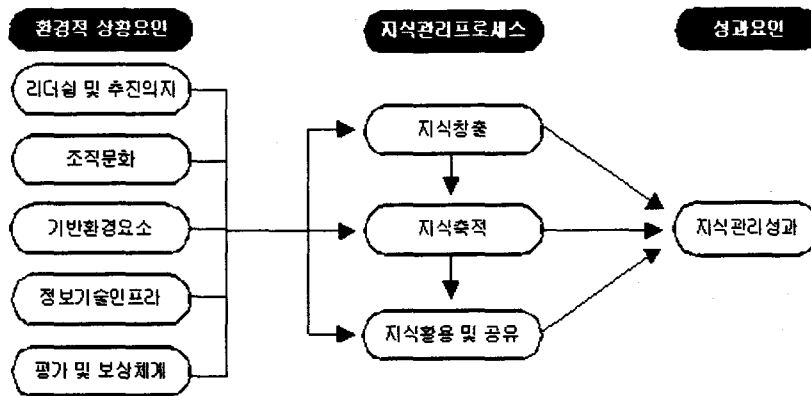 환경적 상황요인
지식관리프로세스
성과요인
리더쉽 및 추진의지
조직문화
기반환경요소
정보기술인프라
평가 및 보상체계
지식창출
지식축적
지식활용 및 공유
지식관리성과